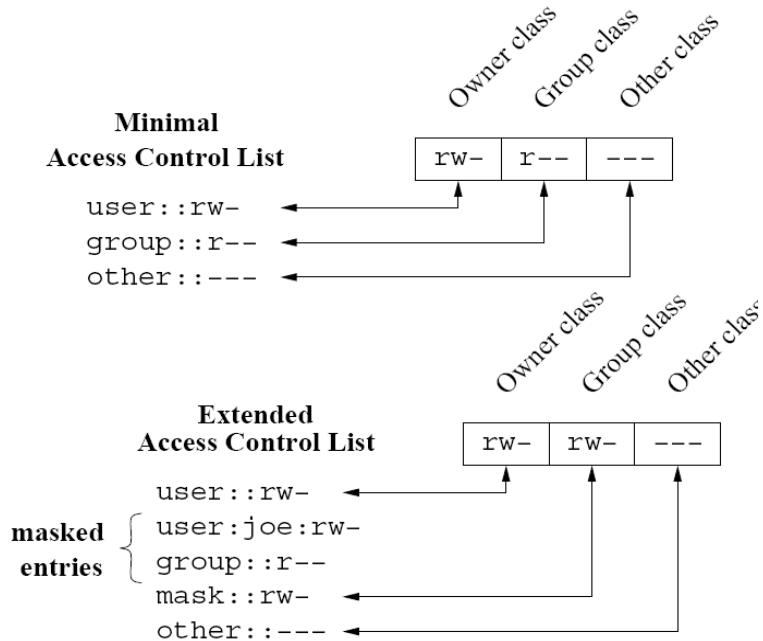 Owner class
Group class
Other class
Minimal
Access Control List
rw-
r--
---
user::rw-
group::r--
other::---
Owner class
Group class
Other class
Extended
Access Control List
rw-
rw-
---
user::rw-
masked
entries
user:joe:rw-
group::r--
mask::rw-
other::---